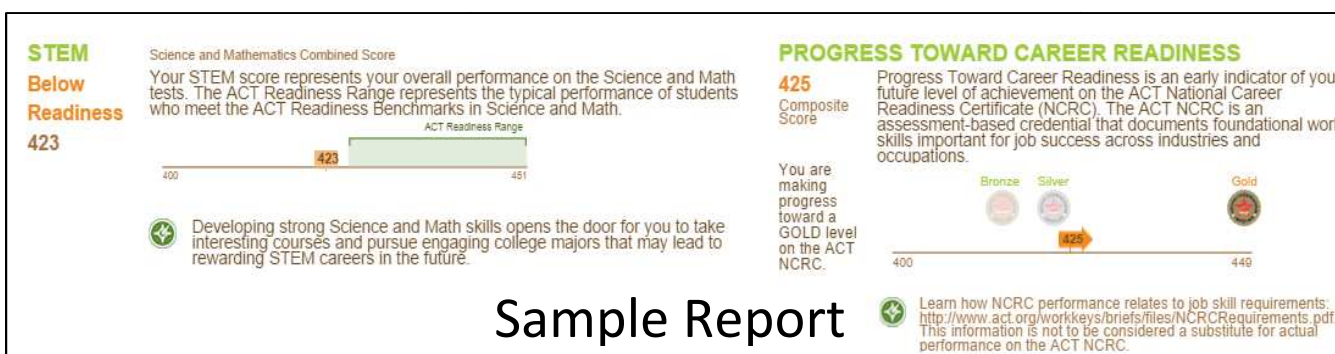 STEM
Below
Readiness
423
Science and Mathematics Combined Score
Your STEM score represents your overall performance on the Science and Math
tests. The ACT Readiness Range represents the typical performance of students
who meet the ACT Readiness Benchmarks in Science and Math.
ACT Readiness Range
423
400
451
Developing strong Science and Math skills opens the door for you to take
interesting courses and pursue engaging college majors that may lead to
rewarding STEM careers in the future.
PROGRESS TOWARD CAREER READINESS
425
Composite
Score
You are
making
progress
toward a
GOLD level
on the ACT
NCRC.
Progress Toward Career Readiness is an early indicator of you
future level of achievement on the ACT National Career
Readiness Certificate (NCRC). The ACT NCRC is an
assessment-based credential that documents foundational work
skills important for job success across industries and
occupations.
Bronze
Silver
Gold
425
400
449
Learn how NCRC performance relates to job skill requirements:
http://www.act.org/workkeys/briefs/files/NCRCRequirements.pdf.
This information is not to be considered a substitute for actual
performance on the ACT NCRC.
Sample Report